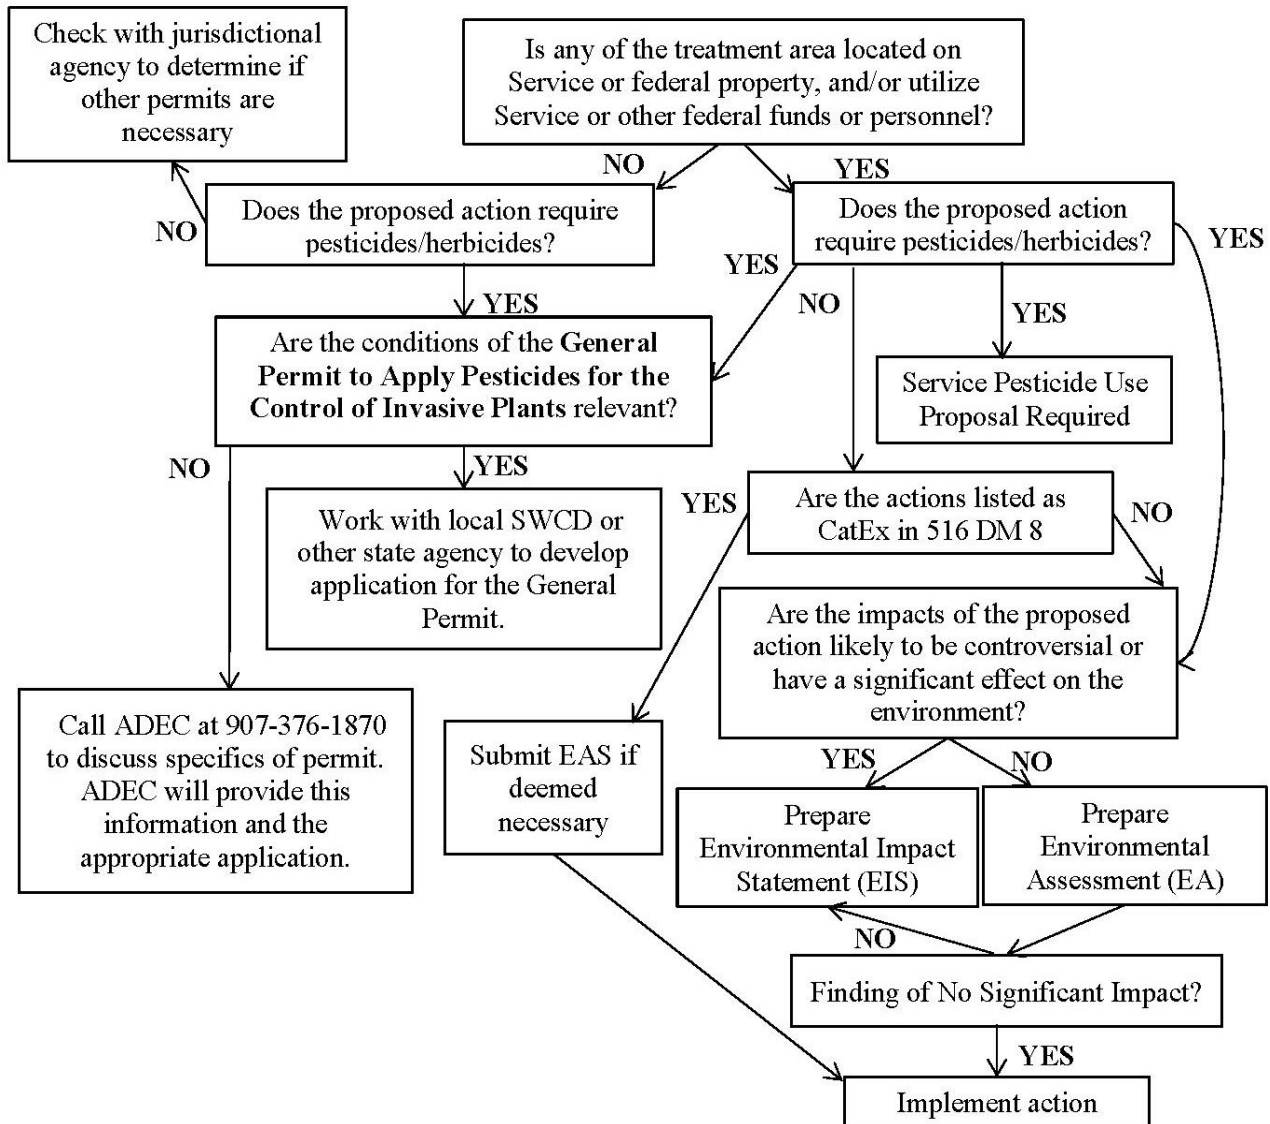 Check with jurisdictional
agency to determine if
other permits are
necessary
Is any of the treatment area located on
Service or federal property, and/or utilize
Service or other federal funds or personnel?
NO
YES
Does the proposed action require
pesticides/herbicides?
NO
Does the proposed action
require pesticides/herbicides?
YES
YES
NO
YES
YES
Are the conditions of the General
Permit to Apply Pesticides for the
Control of Invasive Plants relevant?
Service Pesticide Use
Proposal Required
NO
YES
Work with local SWCD or
other state agency to develop
application for the General
Permit.
YES
Are the actions listed as
CatEx in 516 DM 8
NO
Are the impacts of the proposed
action likely to be controversial or
have a significant effect on the
environment?
Call ADEC at 907-376-1870
to discuss specifics of permit.
ADEC will provide this
information and the
appropriate application.
Submit EAS if
deemed
necessary
YES
NO
Prepare
Environmental Impact
Statement (EIS)
Prepare
Environmental
Assessment (EA)
NO
Finding of No Significant Impact?
YES
Implement action